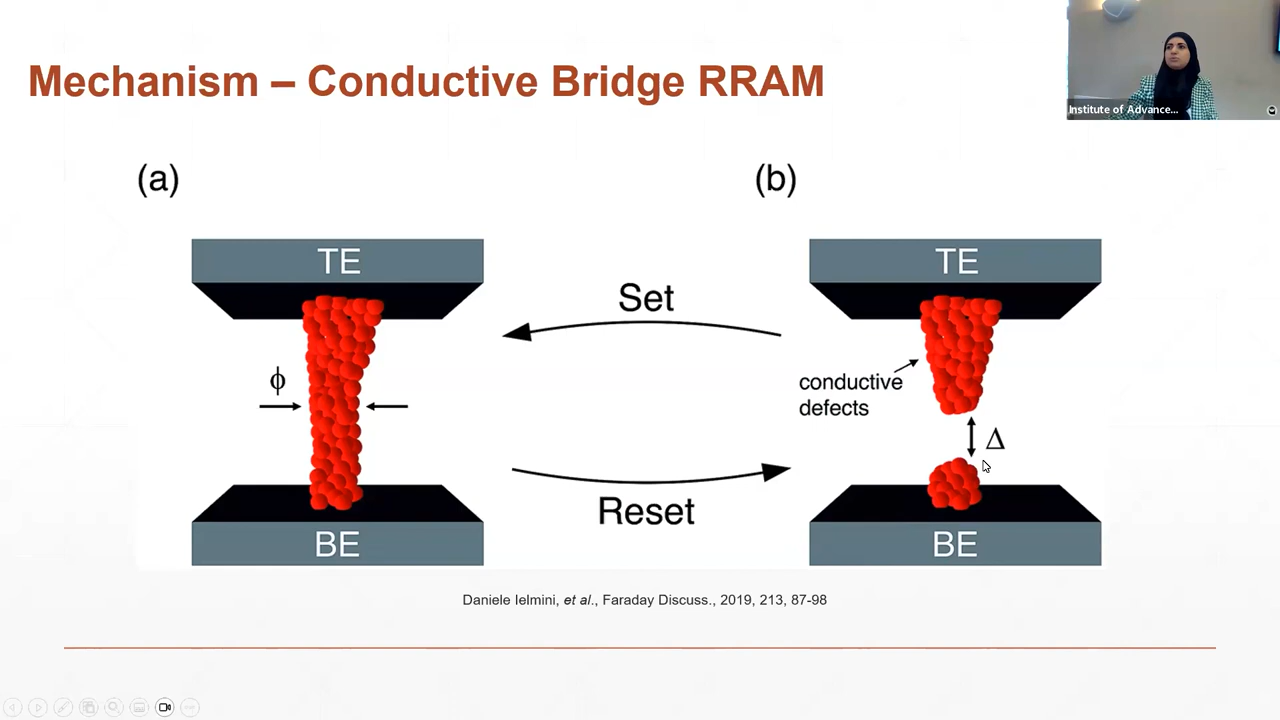 Mechanism – Conductive Bridge RRAM
Institute of Advance...
(a)
(b)
TE
TE
Set
ϕ
conductive
defects
Δ
Reset
BE
BE
Daniele Ielmini, et al., Faraday Discuss., 2019, 213, 87-98